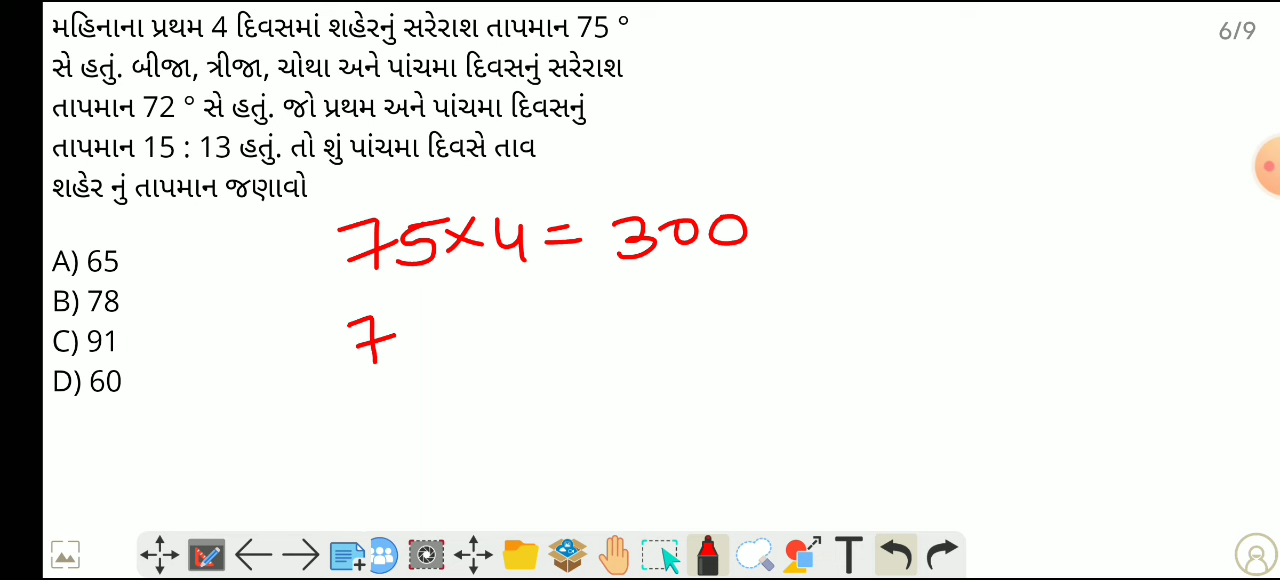 મહિનાના પ્રથમ 4 દિવસમાં શહેરનું સરેરાશ તાપમાન 75 °
સે હતું. બીજા, ત્રીજા, ચોથા અને પાંચમા દિવસનું સરેરાશ
તાપમાન 72 ° સે હતું. જો પ્રથમ અને પાંચમા દિવસનું
તાપમાન 15 : 13 હતું. તો શું પાંચમા દિવસે તાવ
શહેર નું તાપમાન જણાવો
6/9
75×4 = 300
A) 65
B) 78
7
C) 91
D) 60
T